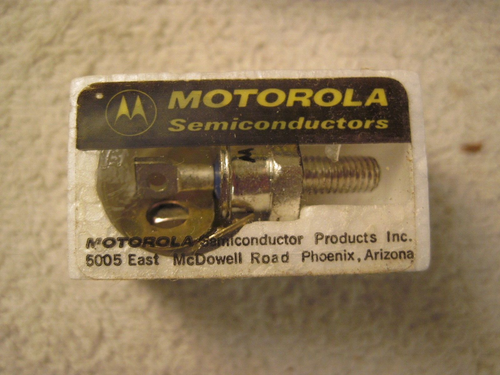 MOTOROLA
Semiconductors
W
MOTOROLA Semiconductor Products Inc.
5005 East McDowell Road Phoenix, Arizona